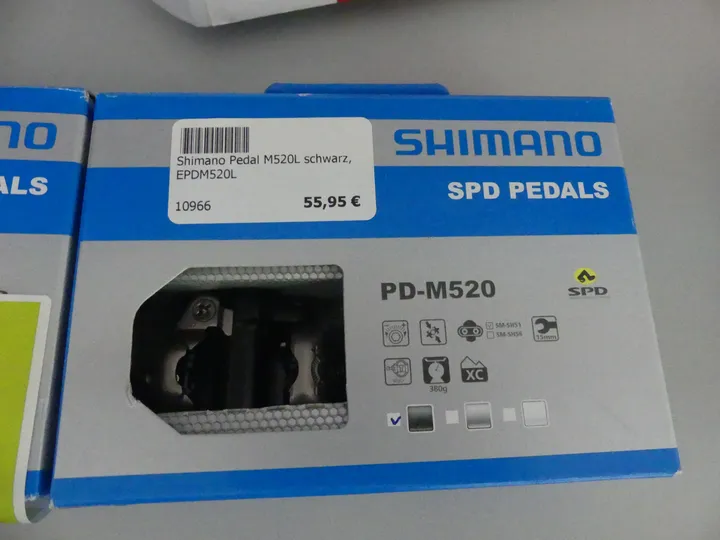 NO
ALS
Shimano Pedal M520L schwarz,
EPDM520L
10966 55,95 €
SHIMANO
SPD PEDALS
PD-M520
SPD
SM-SH51
SM-SH56
15mm
380g
XC